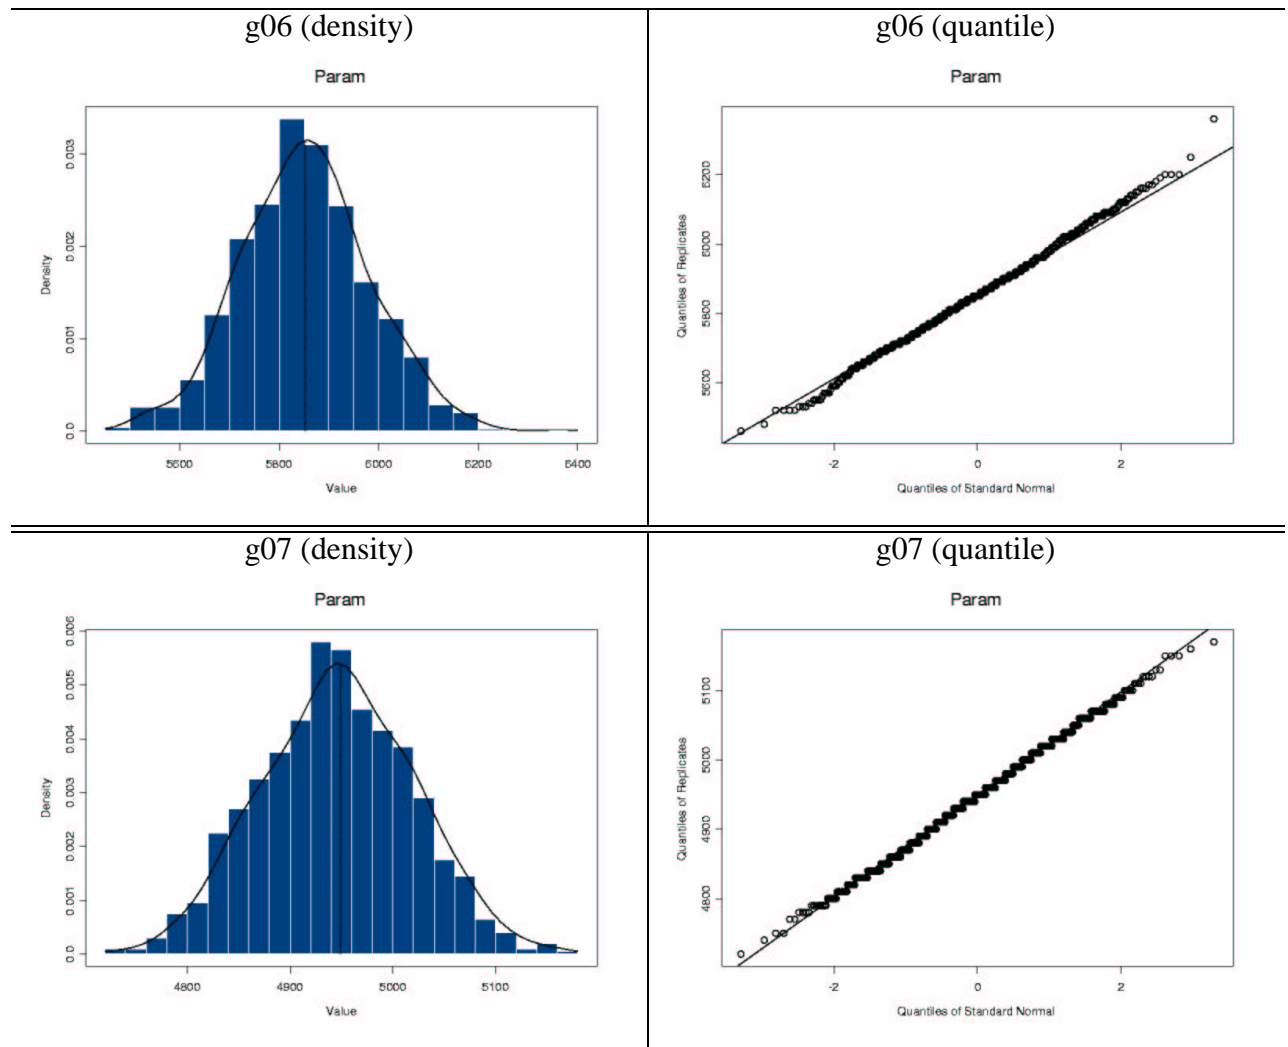 g06 (density)
Param
Density
0.003
0.002
0.001
0.0
5600 5800 6000 6200 6400
Value
g06 (quantile)
Param
Quantiles of Replicates
6200
6000
5800
5600
-2 0 2
Quantiles of Standard Normal
g07 (density)
Param
Density
0.006
0.005
0.004
0.003
0.002
0.001
0.0
4800 4900 5000 5100
Value
g07 (quantile)
Param
Quantiles of Replicates
5100
5000
4900
4800
-2 0 2
Quantiles of Standard Normal